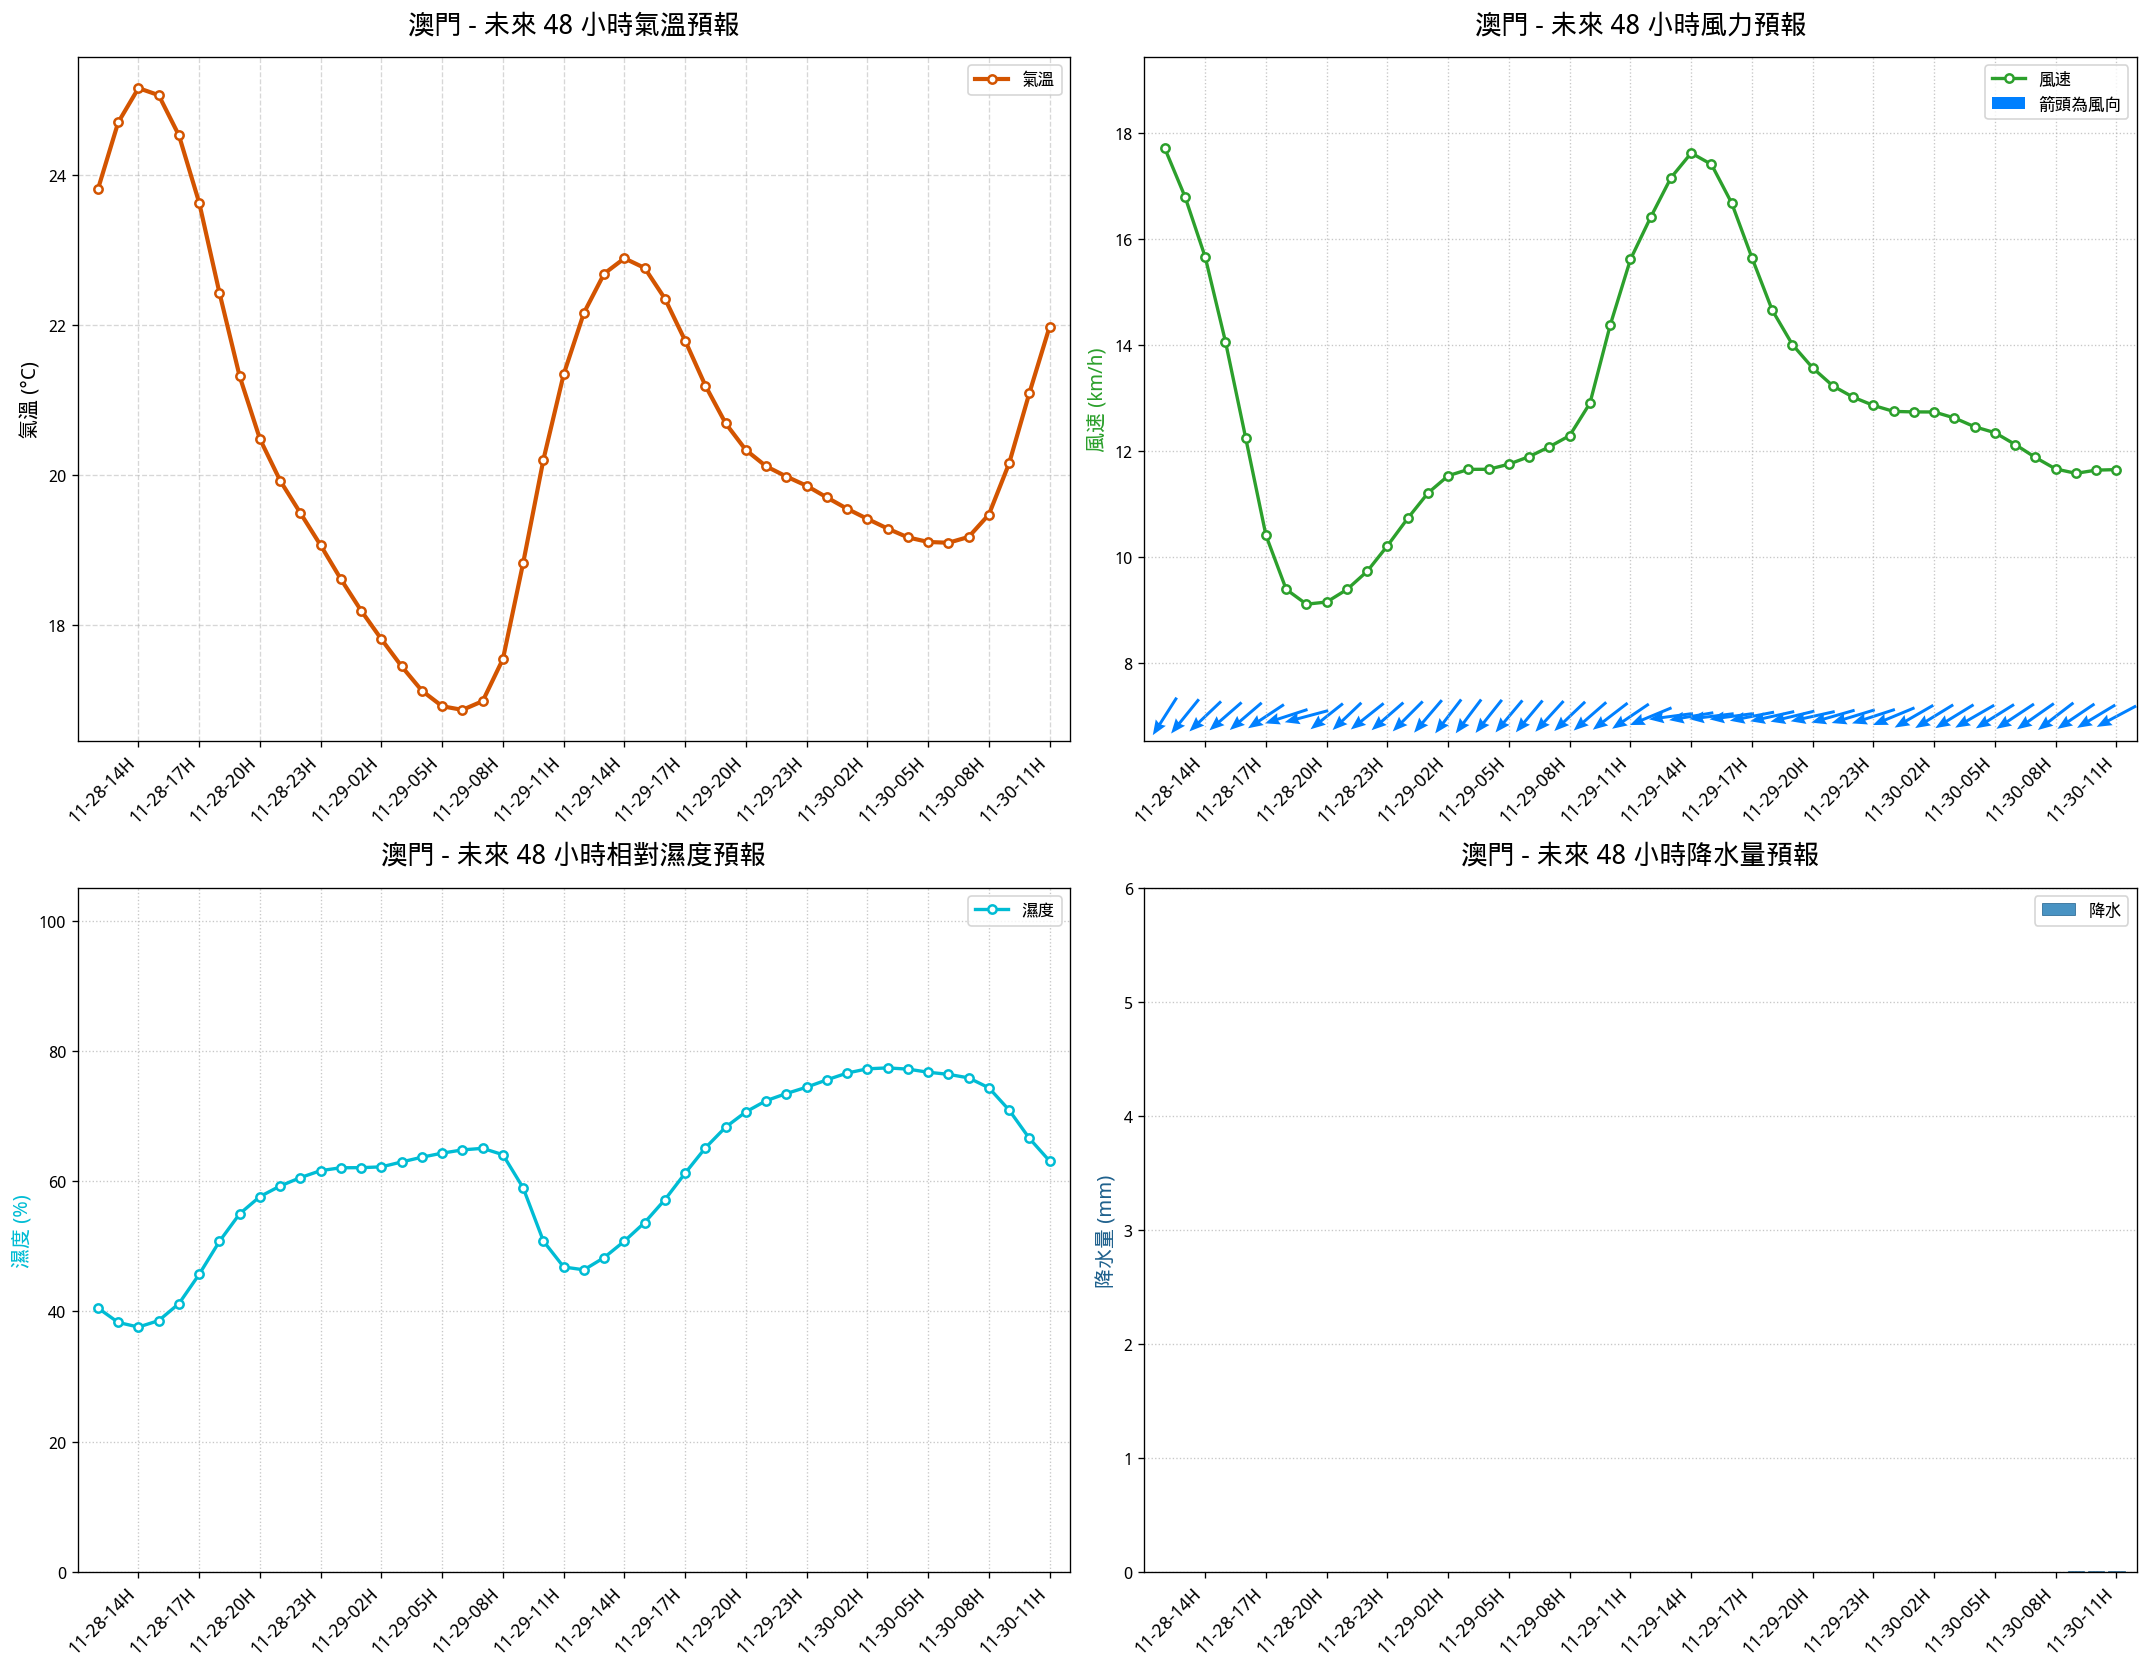 澳門 - 未來 48 小時氣溫預報
氣溫
氣溫 (°C)
24
22
20
18
11-28-14H
11-28-17H
11-28-20H
11-28-23H
11-29-02H
11-29-05H
11-29-08H
11-29-11H
11-29-14H
11-29-17H
11-29-20H
11-29-23H
11-30-02H
11-30-05H
11-30-08H
11-30-11H
澳門 - 未來 48 小時風力預報
風速
箭頭為風向
風速 (km/h)
18
16
14
12
10
8
11-28-14H
11-28-17H
11-28-20H
11-28-23H
11-29-02H
11-29-05H
11-29-08H
11-29-11H
11-29-14H
11-29-17H
11-29-20H
11-29-23H
11-30-02H
11-30-05H
11-30-08H
11-30-11H
澳門 - 未來 48 小時相對濕度預報
濕度
濕度 (%)
100
80
60
40
20
0
11-28-14H
11-28-17H
11-28-20H
11-28-23H
11-29-02H
11-29-05H
11-29-08H
11-29-11H
11-29-14H
11-29-17H
11-29-20H
11-29-23H
11-30-02H
11-30-05H
11-30-08H
11-30-11H
澳門 - 未來 48 小時降水量預報
降水
降水量 (mm)
6
5
4
3
2
1
0
11-28-14H
11-28-17H
11-28-20H
11-28-23H
11-29-02H
11-29-05H
11-29-08H
11-29-11H
11-29-14H
11-29-17H
11-29-20H
11-29-23H
11-30-02H
11-30-05H
11-30-08H
11-30-11H